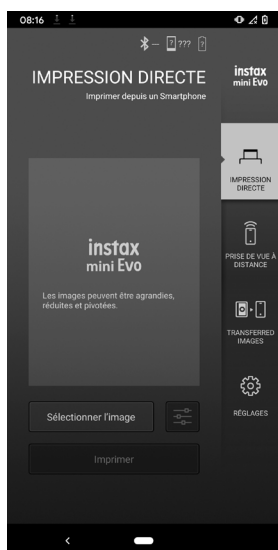 08:16
??? ?
?
IMPRESSION DIRECTE
Imprimer depuis un Smartphone
instax
mini Evo
IMPRESSION
DIRECTE
PRISE DE VUE À
DISTANCE
TRANSFERRED
IMAGES
RÉGLAGES
instax
mini Evo
Les images peuvent être agrandies,
réduites et pivotées.
Sélectionner l'image
Imprimer